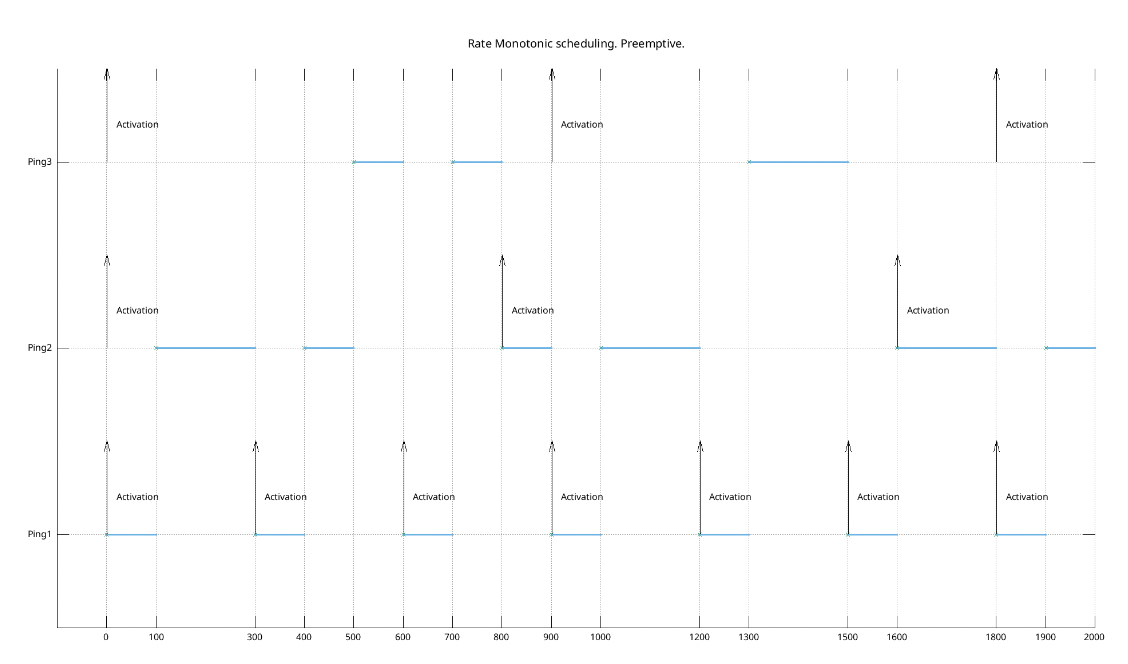 Rate Monotonic scheduling. Preemptive.
Activation Activation Activation
Ping3
Activation Activation Activation
Ping2
Activation Activation Activation Activation Activation Activation Activation
Ping1
0 100 300 400 500 600 700 800 900 1000 1200 1300 1500 1600 1800 1900 2000